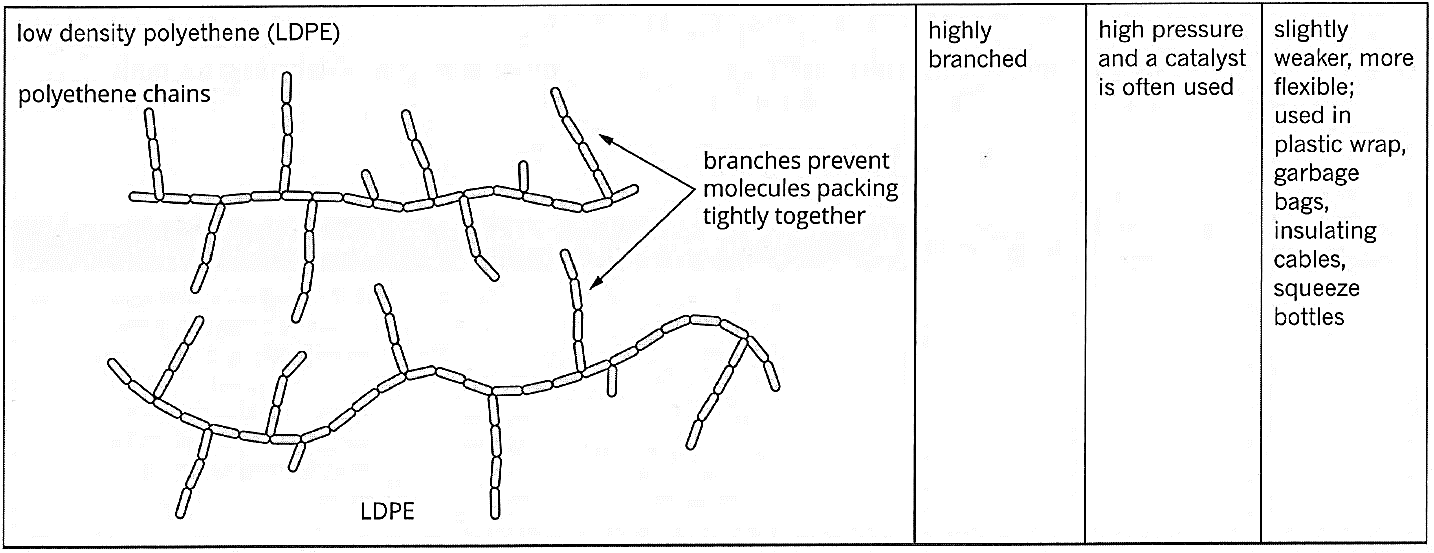 low density polyethene (LDPE)
polyethene chains
branches prevent
molecules packing
tightly together
LDPE
highly
branched
high pressure
and a catalyst
is often used
slightly
weaker, more
flexible;
used in
plastic wrap,
garbage
bags,
insulating
cables,
squeeze
bottles